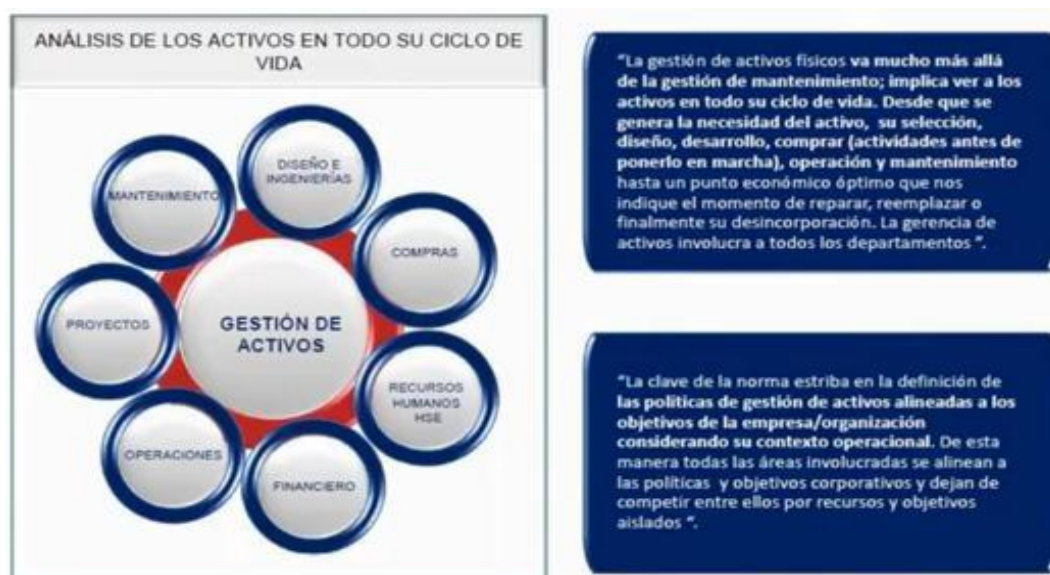 ANÁLISIS DE LOS ACTIVOS EN TODO SU CICLO DE
VIDA
DISEÑO E
INGENIERÍAS
MANTENIMIENTO
COMPRAS
PROYECTOS
GESTIÓN DE
ACTIVOS
RECURSOS
HUMANOS
HSE
OPERACIONES
FINANCIERO
"La gestión de activos físicos va mucho más allá
de la gestión de mantenimiento; implica ver a los
activos en todo su ciclo de vida. Desde que se
genera la necesidad del activo, su selección,
diseño, desarrollo, comprar (actividades antes de
ponerlo en marcha), operación y mantenimiento
hasta un punto económico óptimo que nos
indique el momento de reparar, reemplazar o
finalmente su desincorporación. La gerencia de
activos involucra a todos los departamentos ".
"La clave de la norma estriba en la definición de
las políticas de gestión de activos alineadas a los
objetivos de la empresa/organización
considerando su contexto operacional. De esta
manera todas las áreas involucradas se alinean a
las políticas y objetivos corporativos y dejan de
competir entre ellos por recursos y objetivos
aislados ".